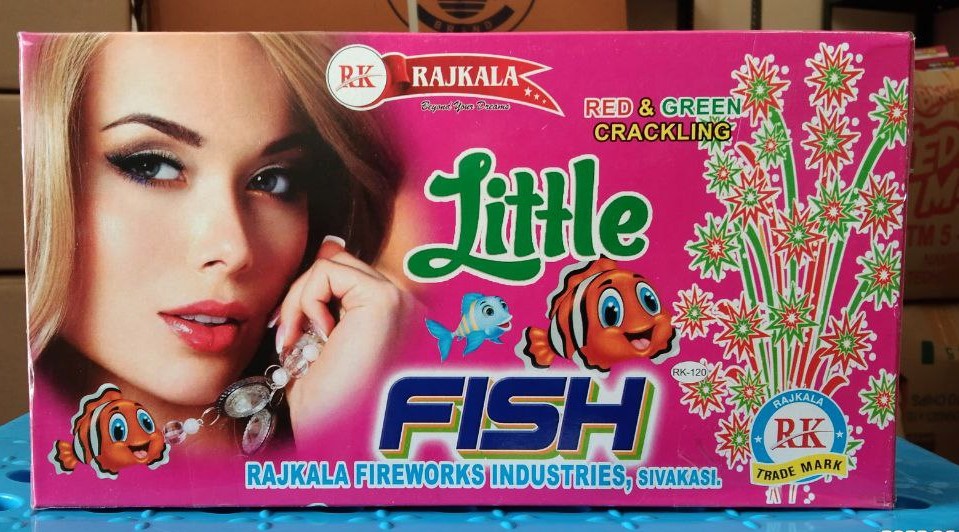 RK RAJKALA
Beyond Your Dreams
RED & GREEN
CRACKLING
Little
FISH
RK-120
RAJKALA
RK
TRADE MARK
RAJKALA FIREWORKS INDUSTRIES, SIVAKASI.
BRAND